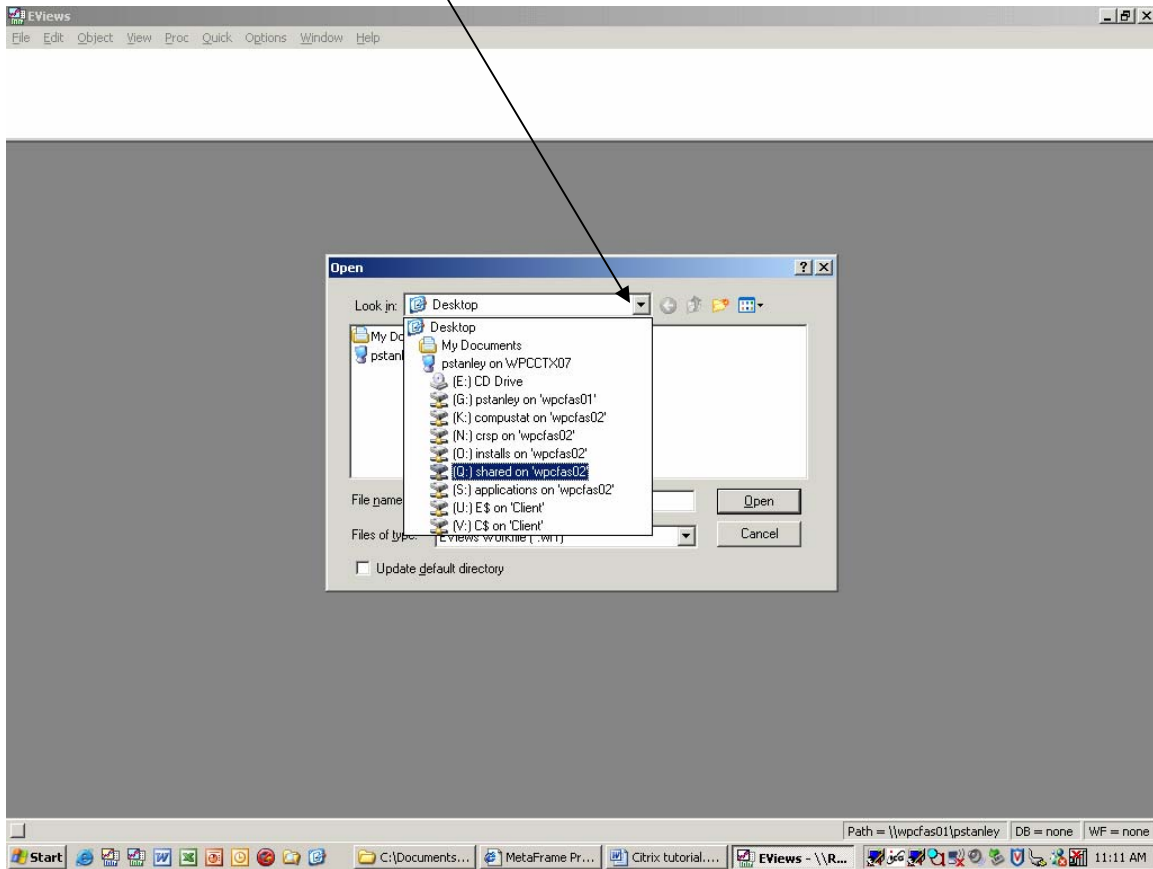 EViews
File Edit Object View Proc Quick Options Window Help
Open
Look in: Desktop
Desktop
My Documents
pstanley on WPCCTX07
(E:) CD Drive
(G:) pstanley on 'wpcfas01'
(K:) compustat on 'wpcfas02'
(N:) crsp on 'wpcfas02'
(O:) installs on 'wpcfas02'
(Q:) shared on 'wpcfas02'
(S:) applications on 'wpcfas02'
(U:) E$ on 'Client'
(V:) C$ on 'Client'
My Do
pstanl
File name
Open
Files of type:
Cancel
Update default directory
Path = \\wpcfas01\pstanley DB = none WF = none
Start C:\Documents... MetaFrame Pr... Citrix tutorial.... EViews - \\R... 11:11 AM